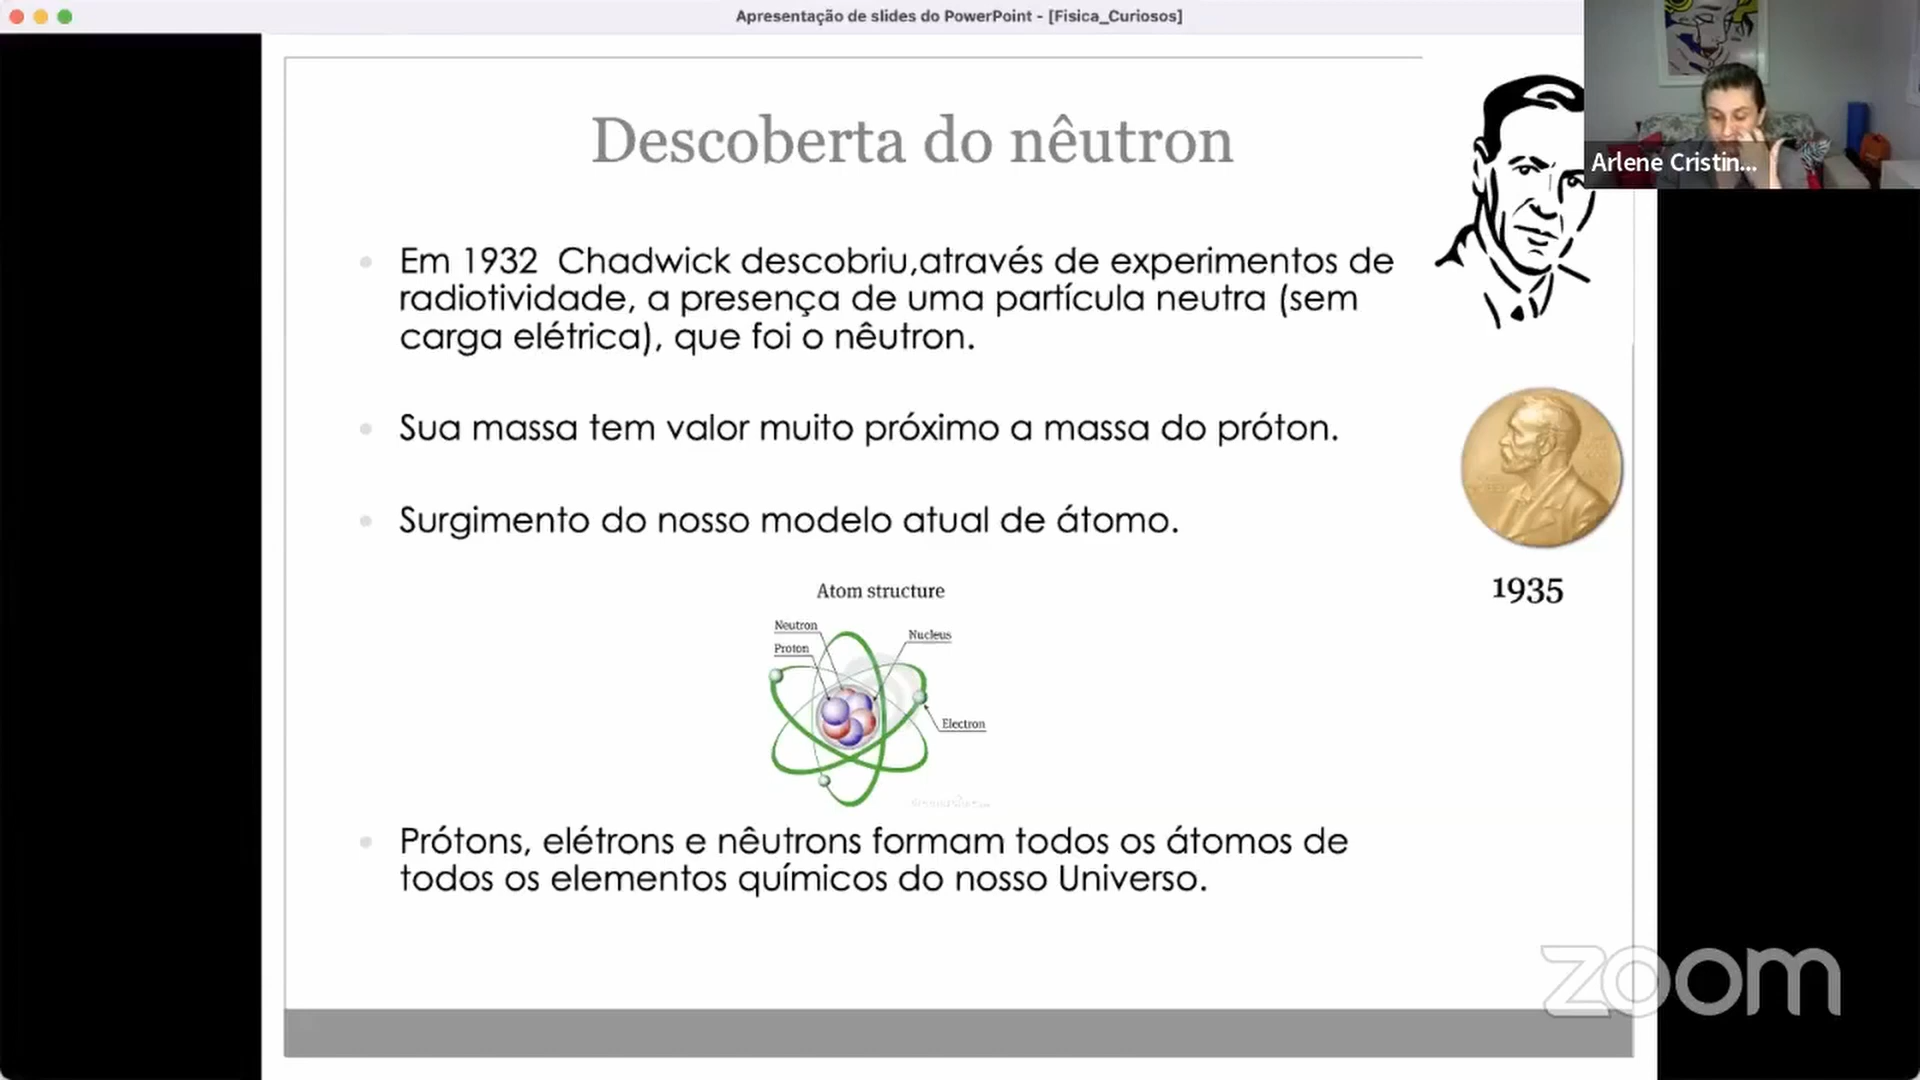 Apresentação de slides do PowerPoint - [Fisica_Curiosos]
Arlene Cristin...
Descoberta do nêutron
Em 1932 Chadwick descobriu,através de experimentos de
radiotividade, a presença de uma partícula neutra (sem
carga elétrica), que foi o nêutron.
Sua massa tem valor muito próximo a massa do próton.
Surgimento do nosso modelo atual de átomo.
1935
Atom structure
Neutron
Nucleus
Proton
Electron
Prótons, elétrons e nêutrons formam todos os átomos de
todos os elementos químicos do nosso Universo.
zoom